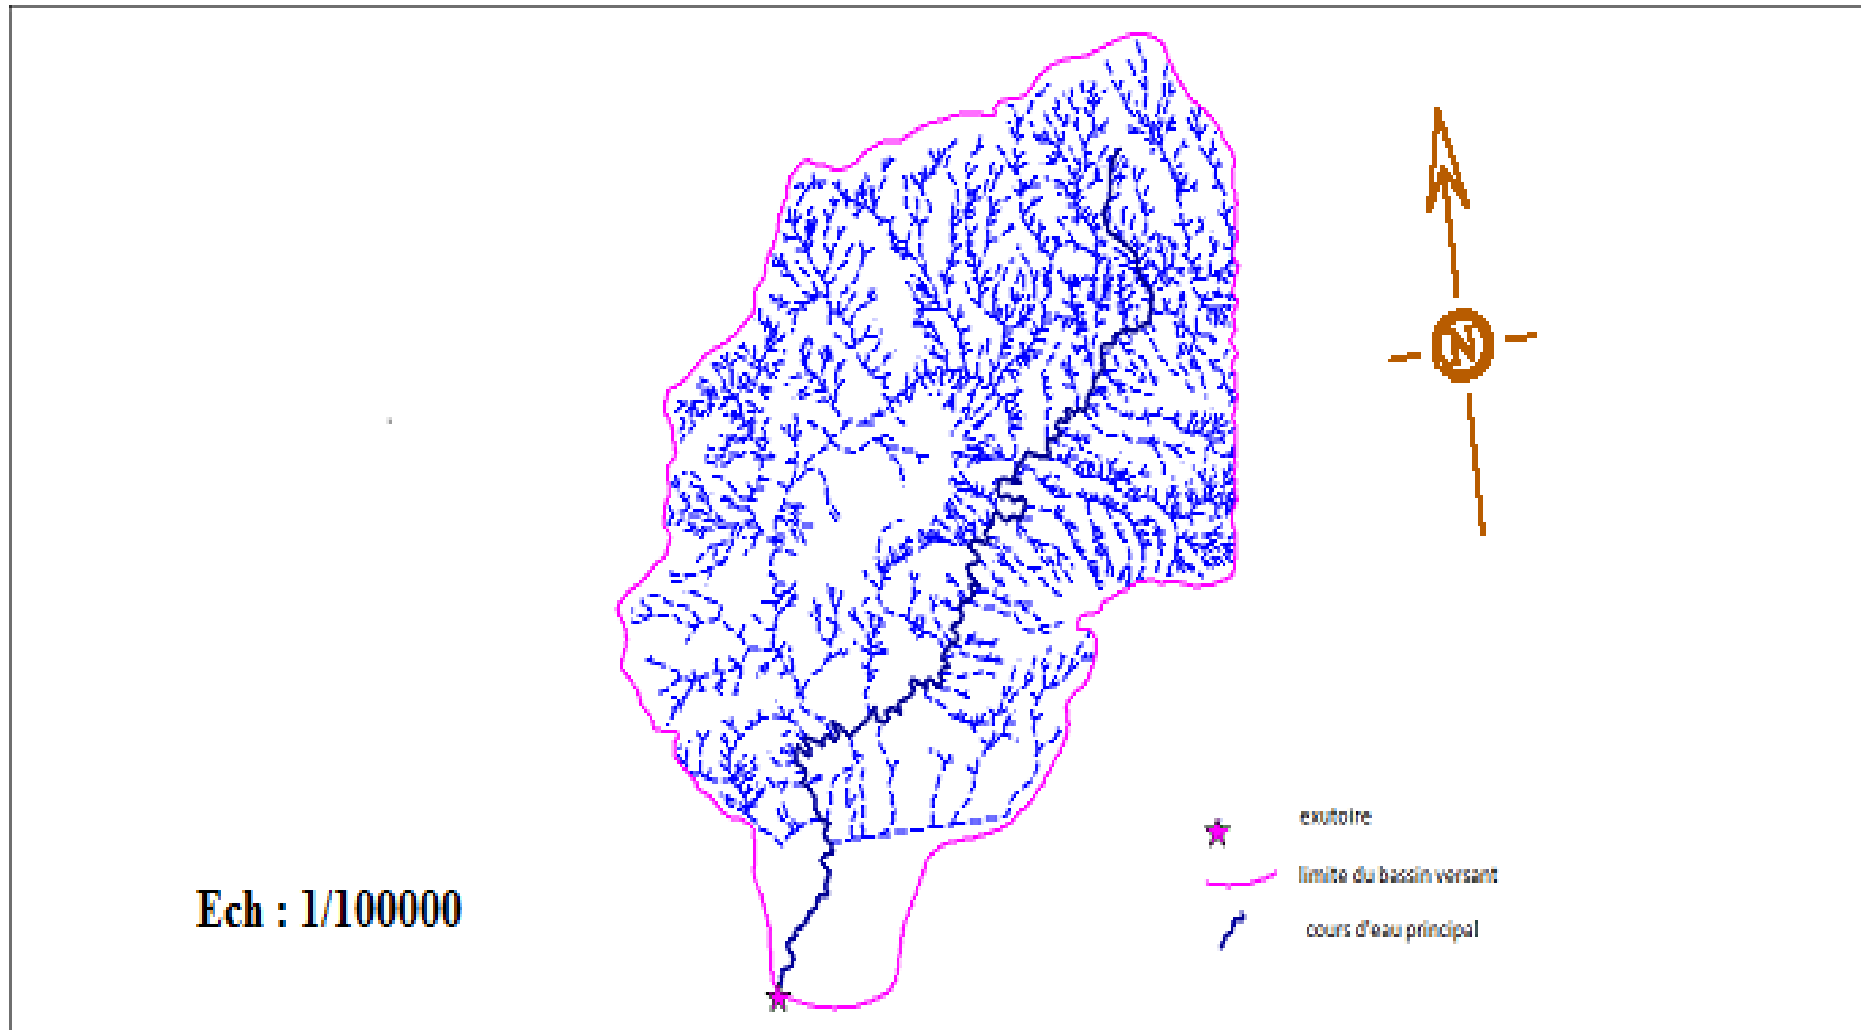 N
exutoire
limite du bassin versant
Ech : 1/100000
cours d'eau principal